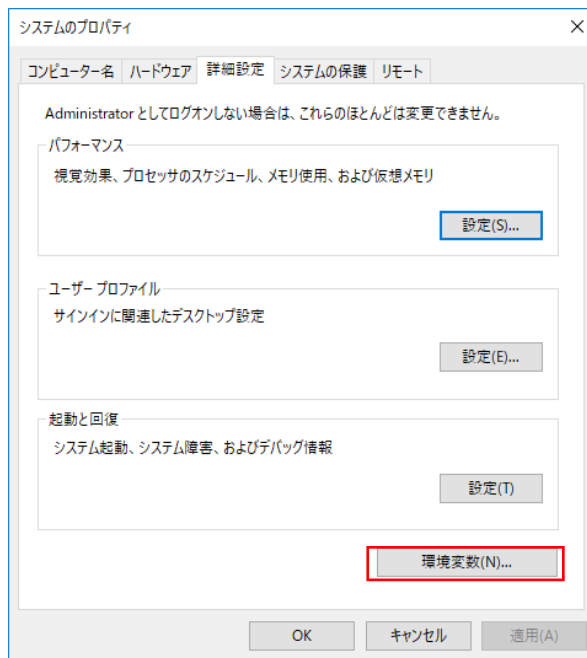 システムのプロパティ
コンピューター名 ハードウェア 詳細設定 システムの保護 リモート
Administrator としてログオンしない場合は、これらのほとんどは変更できません。
パフォーマンス
視覚効果、プロセッサのスケジュール、メモリ使用、および仮想メモリ
設定(S)...
ユーザー プロファイル
サインインに関連したデスクトップ設定
設定(E)...
起動と回復
システム起動、システム障害、およびデバッグ情報
設定(T)
環境変数(N)...
OK キャンセル 適用(A)